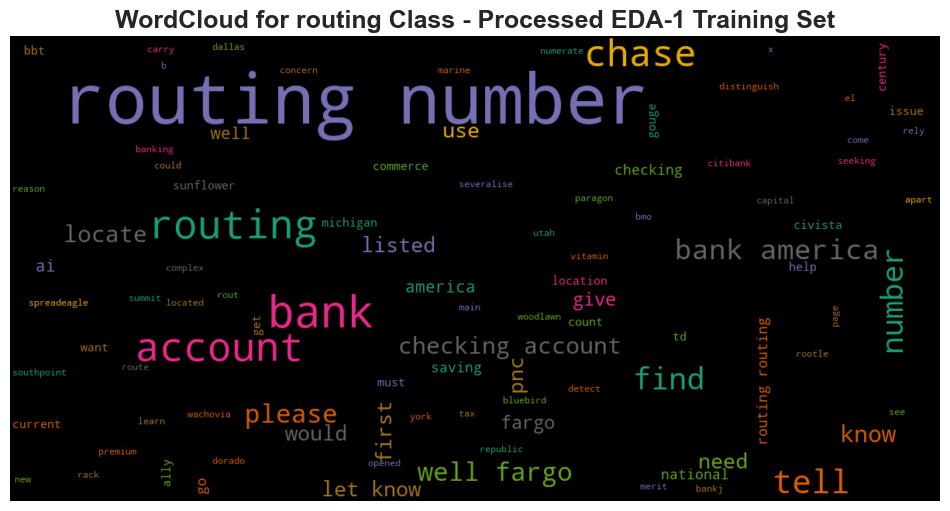 WordCloud for routing Class - Processed EDA-1 Training Set
bbt
carry
dallas
numerate
chase
x
century
b
concern
marine
distinguish
el
routing number
issue
gouge
well
use
come
rely
banking
could
commerce
checking
citibank
seeking
reason
sunflower
severalise
paragon
capital
apart
routing
michigan
bmo
civista
locate
listed
utah
bank america
ai
complex
vitamin
help
number
america
location
spreadeagle
summit
located
rout
bank
main
give
get
woodlawn
count
page
want
account
checking account
td
routing routing
rootle
southpoint
route
saving
pnc
find
must
detect
bluebird
current
learn
wachovia
please
first
york
tax
fargo
see
would
know
premium
dorado
republic
need
opened
new
rack
ally
go
well fargo
national
tell
let know
merit
bankj